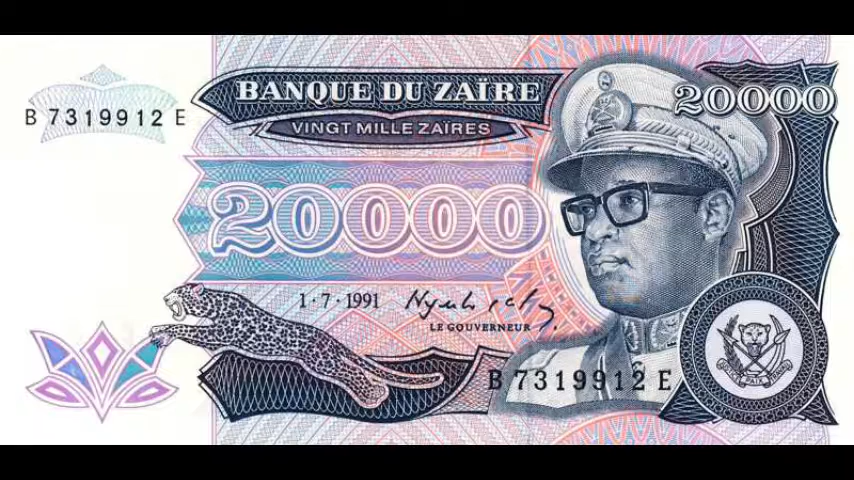 BANQUE DU ZAÏRE
20000
B 7319912 E
VINGT MILLE ZAÏRES
20000
1·7·1991
LE GOUVERNEUR
B 7319912 E